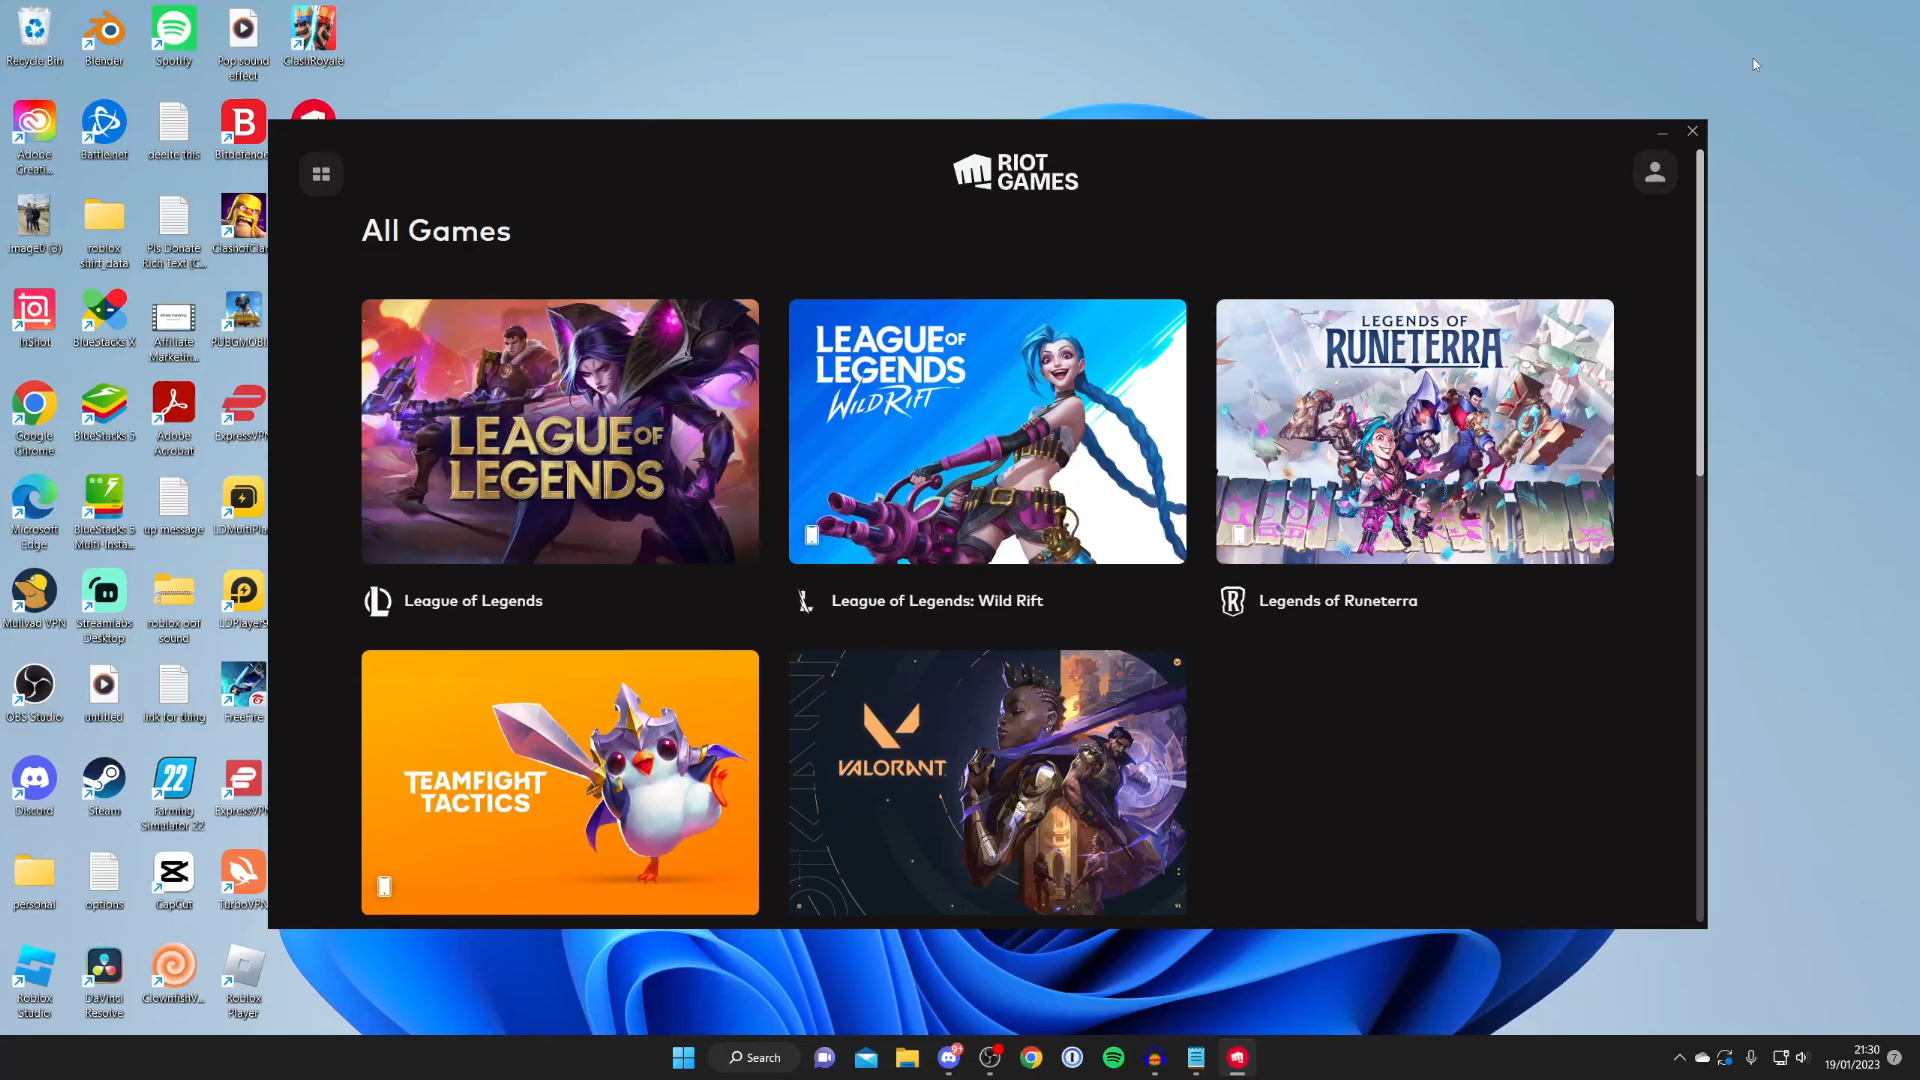 Recycle Bin
Blender
Spotify
Pop sound
effect
ClashRoyale
Adobe
Creati...
Battle.net
deelte this
Bitdefende
image0 (3)
roblox
shirt_data
Pls Donate
Rich Text (C...
ClashofClan
InShot
BlueStacks X
Affiliate
Marketin...
PUBGMOBI
Google
Chrome
BlueStacks 5
Adobe
Acrobat
ExpressVPN
Microsoft
Edge
BlueStacks 5
Multi-Insta...
up message
LDMultiPla
Mullvad VPN
Streamlabs
Desktop
roblox oof
sound
LDPlayer9
OBS Studio
untitled
link for thing
FreeFire
Discord
Steam
22
Farming
Simulator 22
ExpressVPN
personal
options
CapCut
TurboVPN
Roblox
Studio
DaVinci
Resolve
ClownfishV...
Roblox
Player
RIOT
GAMES
All Games
LEAGUE OF
LEGENDS
LEAGUE OF
LEGENDS
WILD RIFT
LEGENDS OF
RUNETERRA
League of Legends
League of Legends: Wild Rift
Legends of Runeterra
TEAMFIGHT
TACTICS
VALORANT
Search
9+
21:30
19/01/2023
7